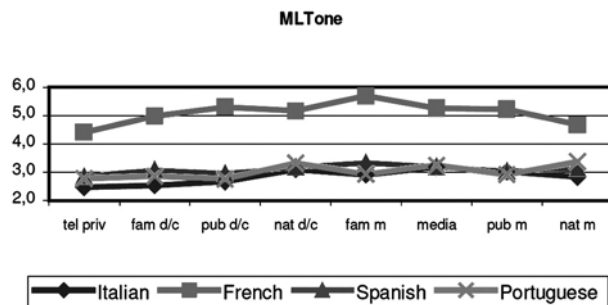 MLTone
6,0
5,0
4,0
3,0
2,0
tel priv fam d/c pub d/c nat d/c fam m media pub m nat m
Italian French Spanish Portuguese